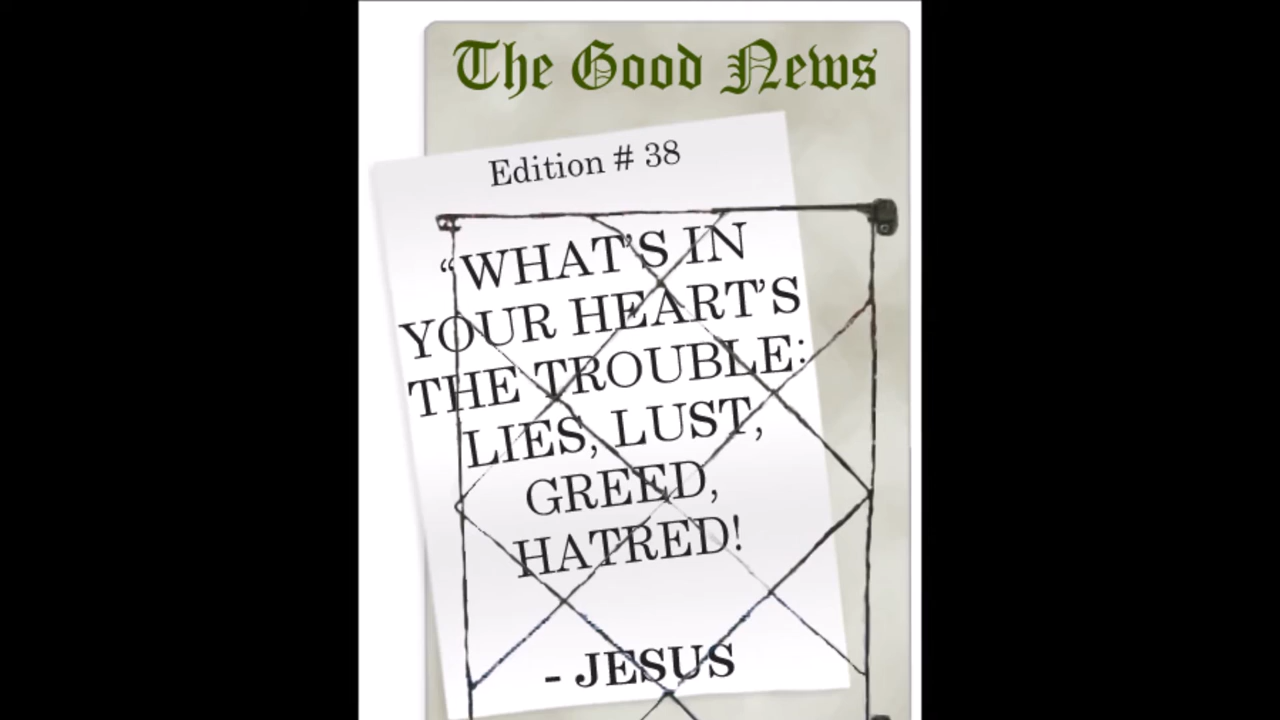 The Good News
Edition # 38
“WHAT’S IN
YOUR HEART’S
THE TROUBLE:
LIES, LUST,
GREED,
HATRED!
- JESUS